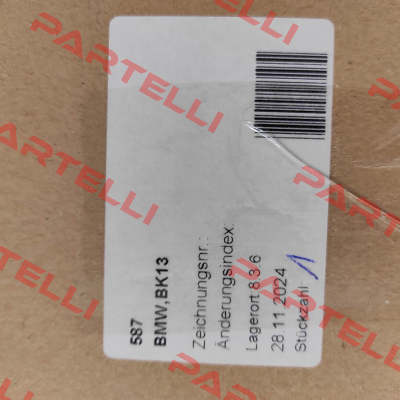 587
BMW, BK13
Zeichnungsnr.:
Änderungsindex:
Lagerort 8 3 6
28.11.2024
Stückzahl 1
PARTELLI
PARTELLI
PARTELLI
PARTELLI